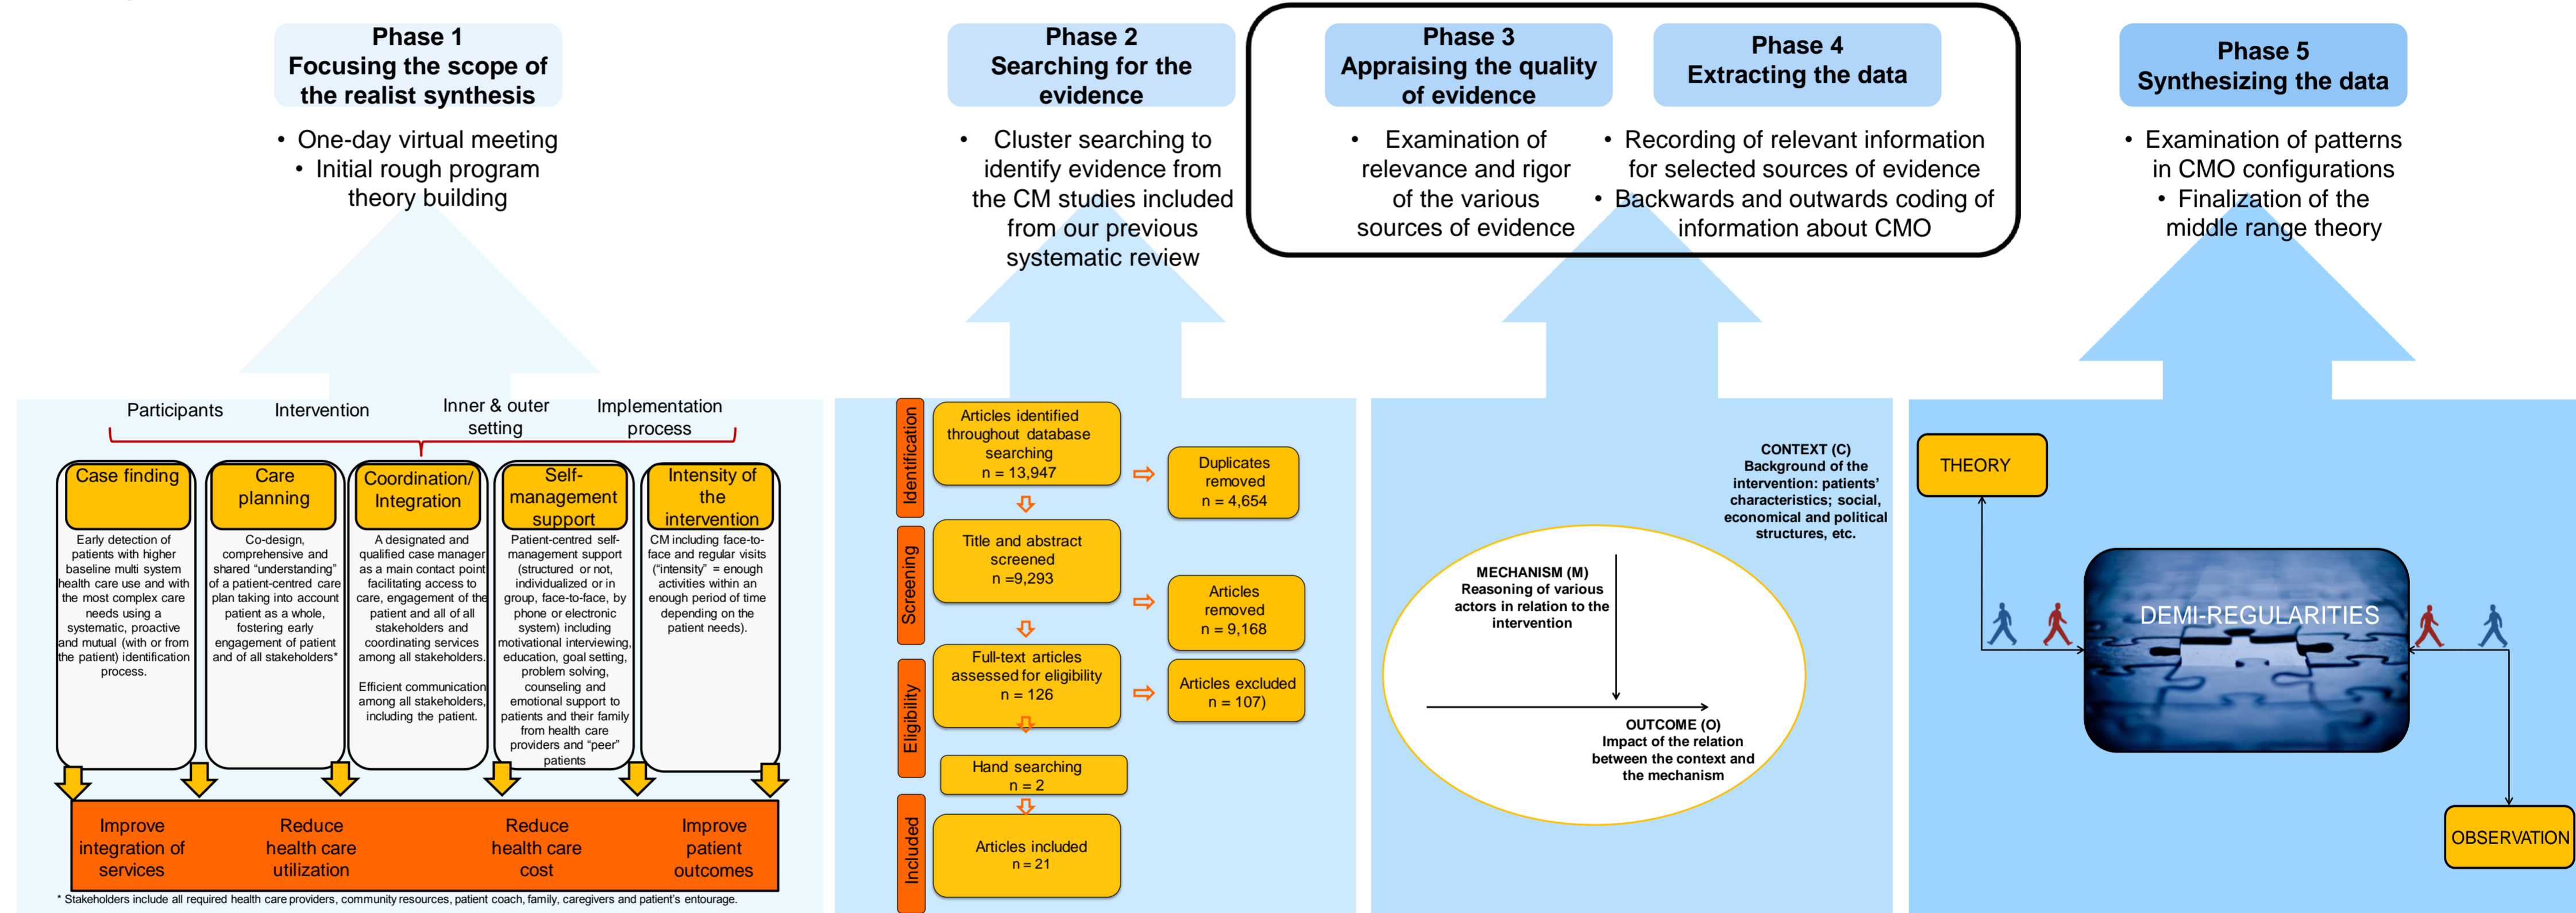 Phase 1
Focusing the scope of
the realist synthesis
• One-day virtual meeting
• Initial rough program
theory building
Participants
Intervention
Inner & outer
setting
Implementation
process
Case finding
Early detection of
patients with higher
baseline multi system
health care use and with
the most complex care
needs using a
systematic, proactive
and mutual (with or from
the patient) identification
process.
Care
planning
Co-design,
comprehensive and
shared “understanding”
of a patient-centred care
plan taking into account
patient as a whole,
fostering early
engagement of patient
and of all stakeholders*
Coordination/
Integration
A designated and
qualified case manager
as a main contact point
facilitating access to
care, engagement of the
patient and all of all
stakeholders and
coordinating services
among all stakeholders.
Efficient communication
among all stakeholders,
including the patient.
Self-
management
support
Patient-centred self-
management support
(structured or not,
individualized or in
group, face-to-face, by
phone or electronic
system) including
motivational interviewing,
education, goal setting,
problem solving,
counseling and
emotional support to
patients and their family
from health care
providers and “peer”
patients
Intensity of
the
intervention
CM including face-to-
face and regular visits
(“intensity” = enough
activities within an
enough period of time
depending on the
patient needs).
Improve
integration of
services
Reduce
health care
utilization
Reduce
health care
cost
Improve
patient
outcomes
* Stakeholders include all required health care providers, community resources, patient coach, family, caregivers and patient’s entourage.
Phase 2
Searching for the
evidence
• Cluster searching to
identify evidence from
the CM studies included
from our previous
systematic review
Identification
Articles identified
throughout database
searching
n = 13,947
Duplicates
removed
n = 4,654
Screening
Title and abstract
screened
n =9,293
Articles
removed
n = 9,168
Eligibility
Full-text articles
assessed for eligibility
n = 126
Articles excluded
n = 107)
Hand searching
n = 2
Included
Articles included
n = 21
Phase 3
Appraising the quality
of evidence
• Examination of
relevance and rigor
of the various
sources of evidence
Phase 4
Extracting the data
• Recording of relevant information
for selected sources of evidence
• Backwards and outwards coding of
information about CMO
CONTEXT (C)
Background of the
intervention: patients’
characteristics; social,
economical and political
structures, etc.
MECHANISM (M)
Reasoning of various
actors in relation to the
intervention
OUTCOME (O)
Impact of the relation
between the context and
the mechanism
Phase 5
Synthesizing the data
• Examination of patterns
in CMO configurations
• Finalization of the
middle range theory
THEORY
DEMI-REGULARITIES
OBSERVATION